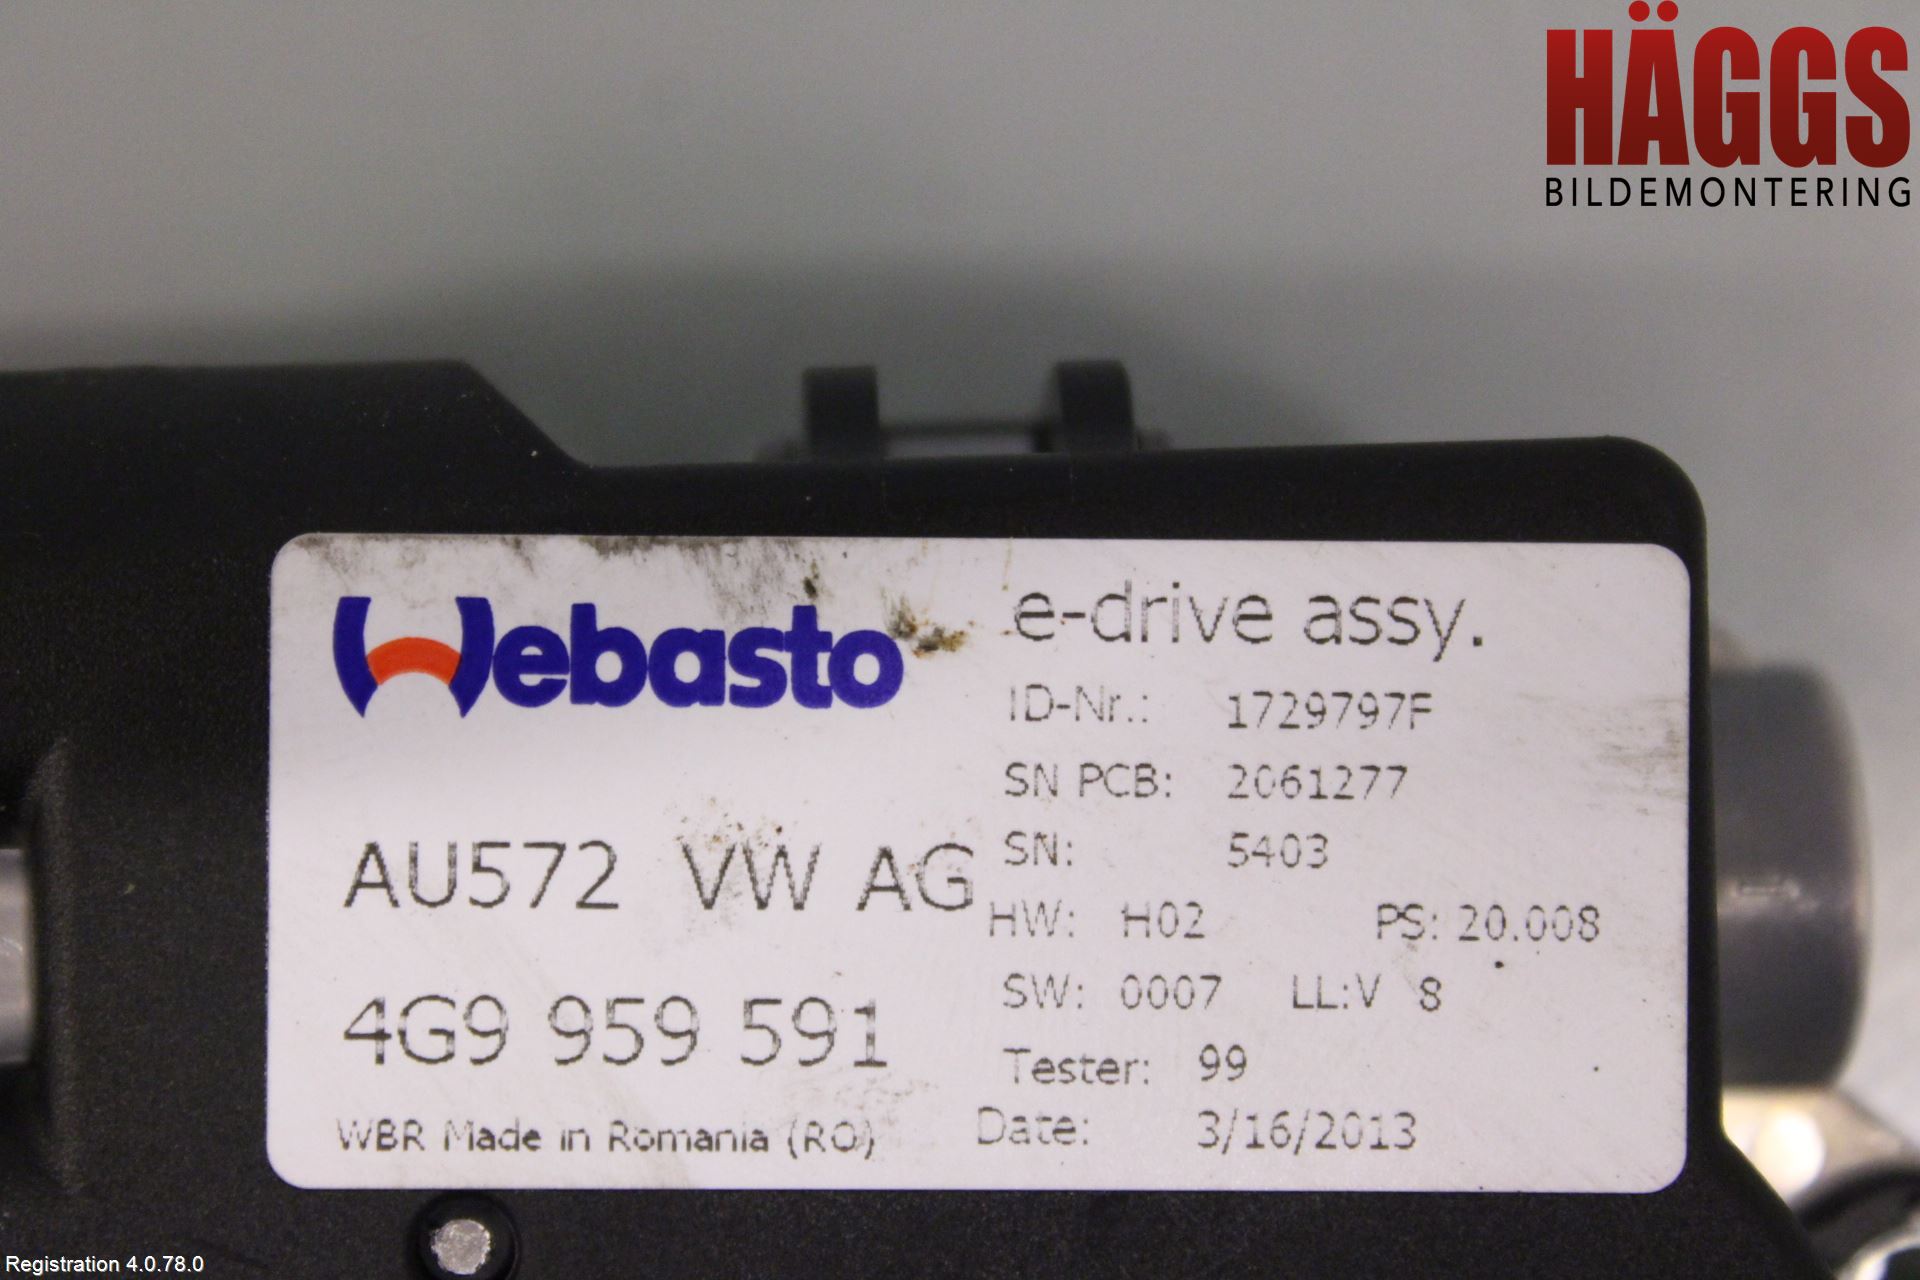 HÄGGS
BILDEMONTERING
Webasto
e-drive assy.
ID-Nr.: 1729797F
SN PCB: 2061277
AU572 VW AG
SN: 5403
HW: H02 PS: 20.008
4G9 959 591
SW: 0007 LL:V 8
Tester: 99
WBR Made in Romania (RO)
Date: 3/16/2013
Registration 4.0.78.0